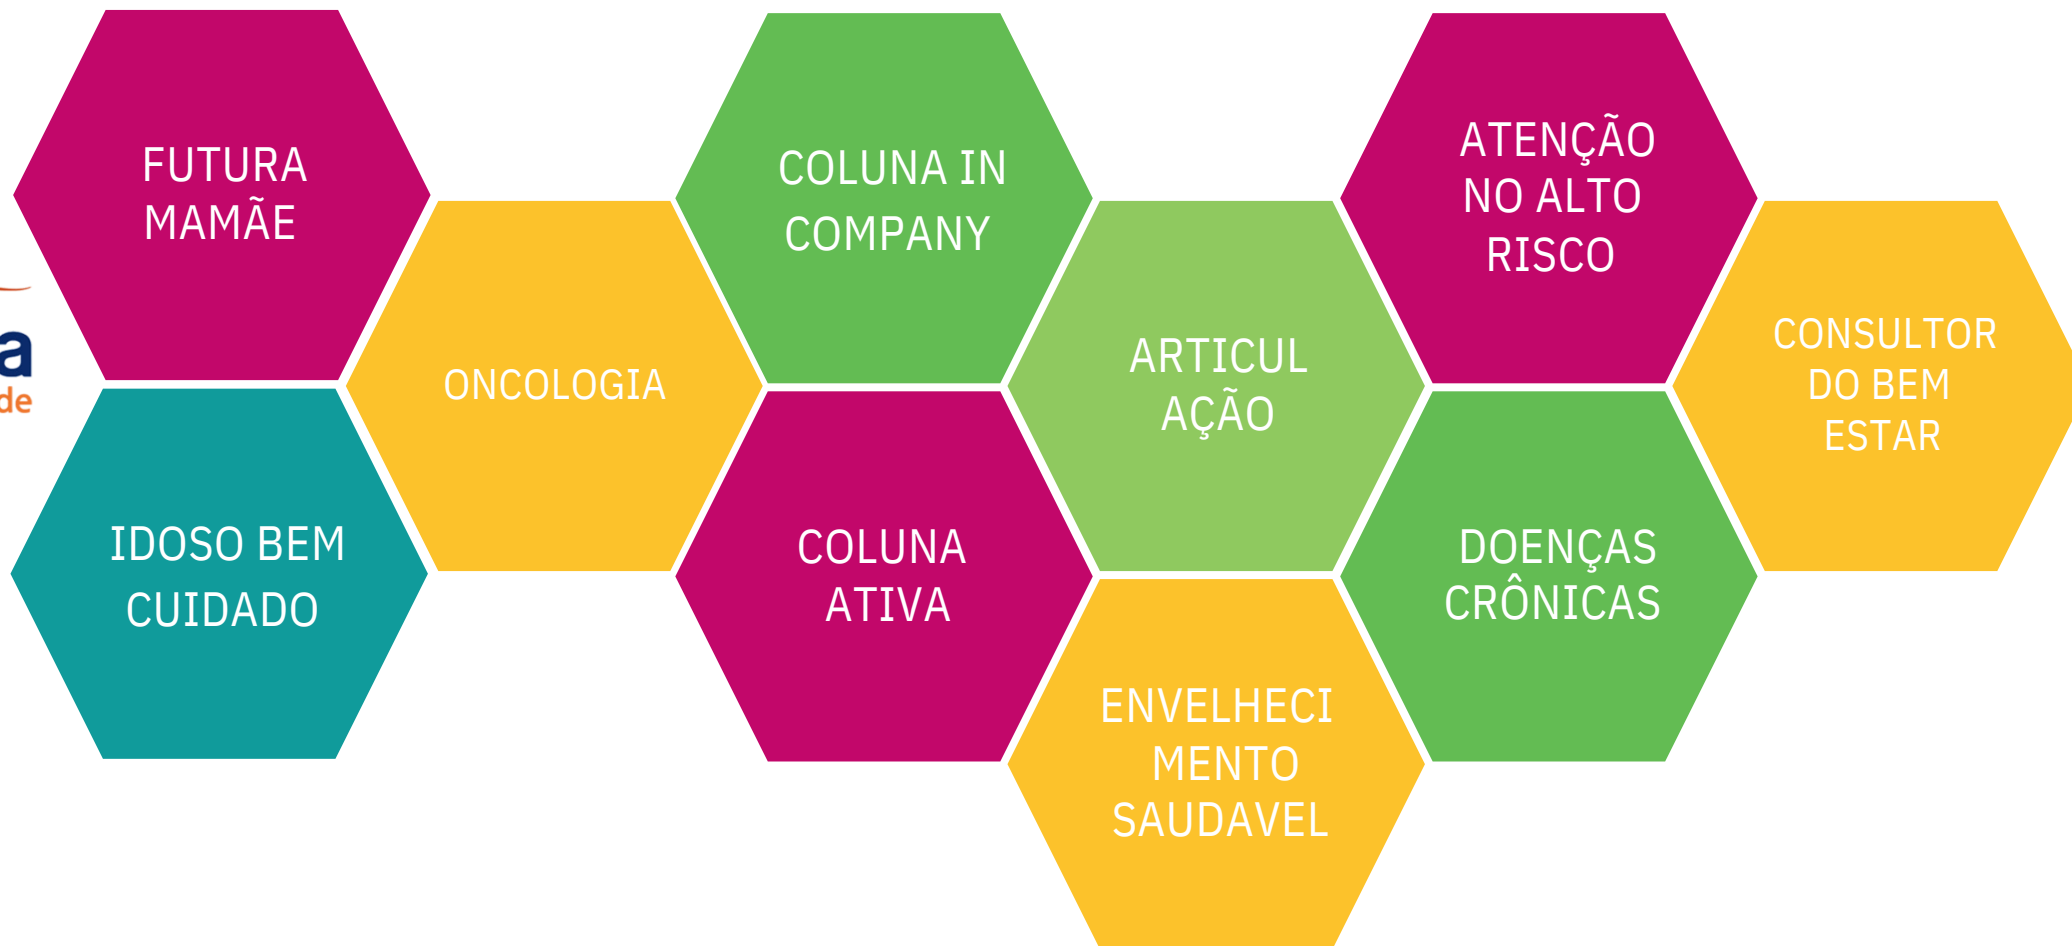 FUTURA
MAMÃE
COLUNA IN
COMPANY
ATENÇÃO
NO ALTO
RISCO
ONCOLOGIA
ARTICUL
AÇÃO
CONSULTOR
DO BEM
ESTAR
a
de
IDOSO BEM
CUIDADO
COLUNA
ATIVA
DOENÇAS
CRÔNICAS
ENVELHECI
MENTO
SAUDAVEL